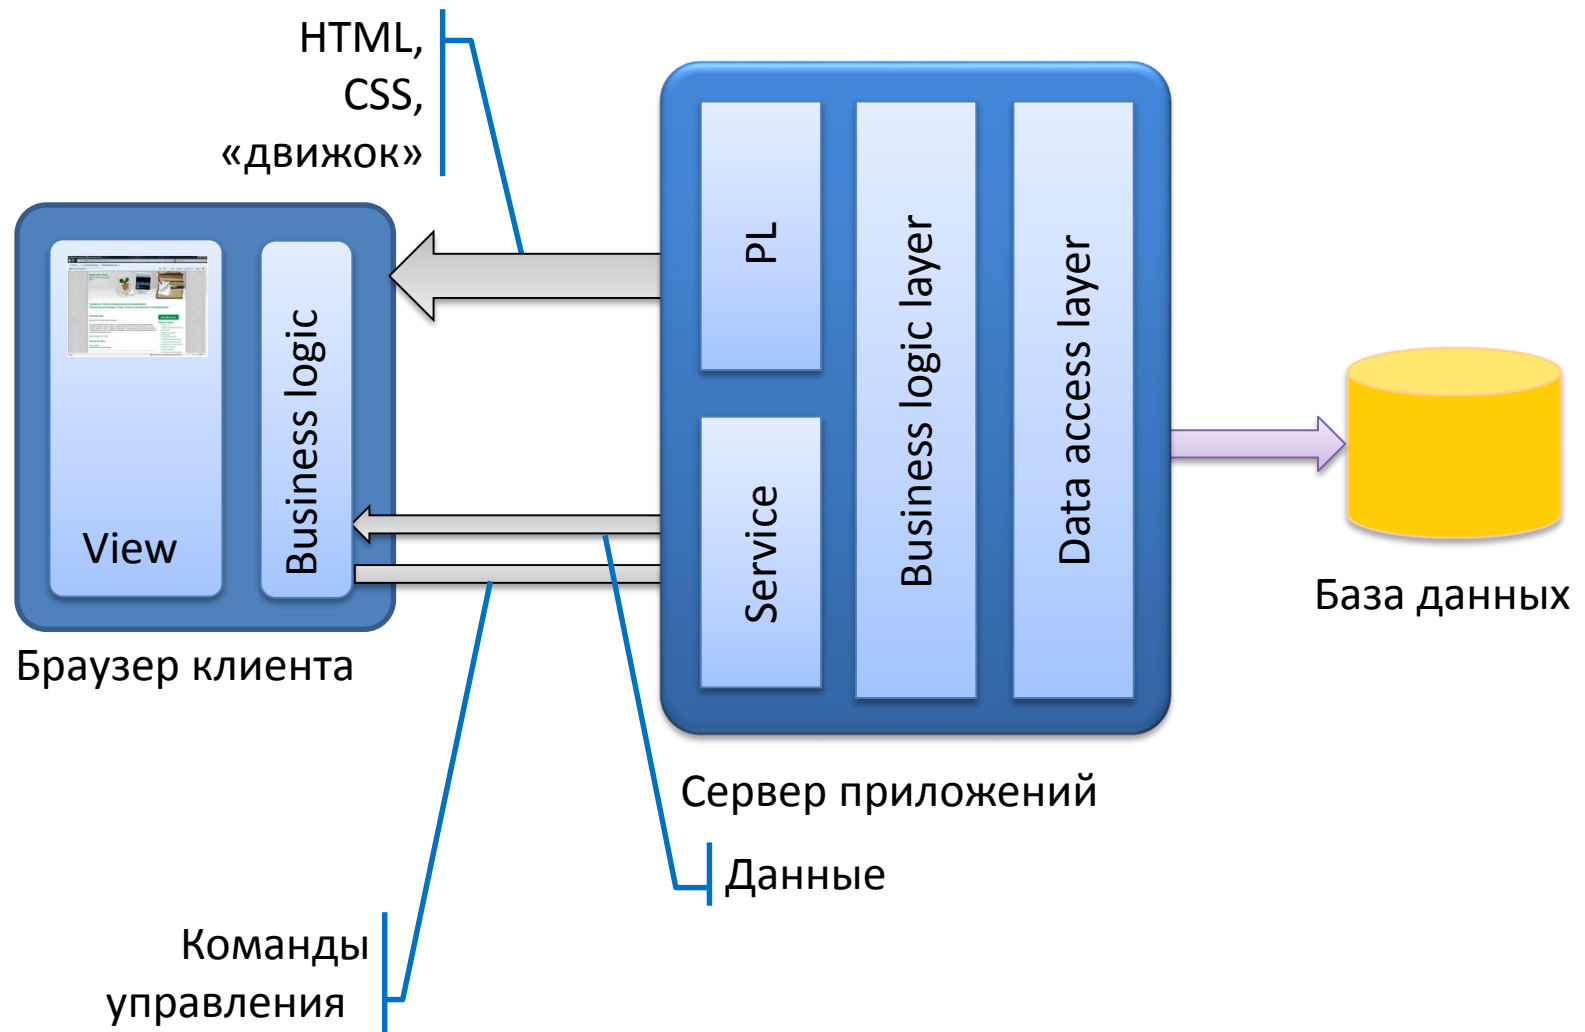 HTML,
CSS,
«движок»
View
Business logic
PL
Service
Business logic layer
Data access layer
База данных
Браузер клиента
Сервер приложений
Данные
Команды
управления